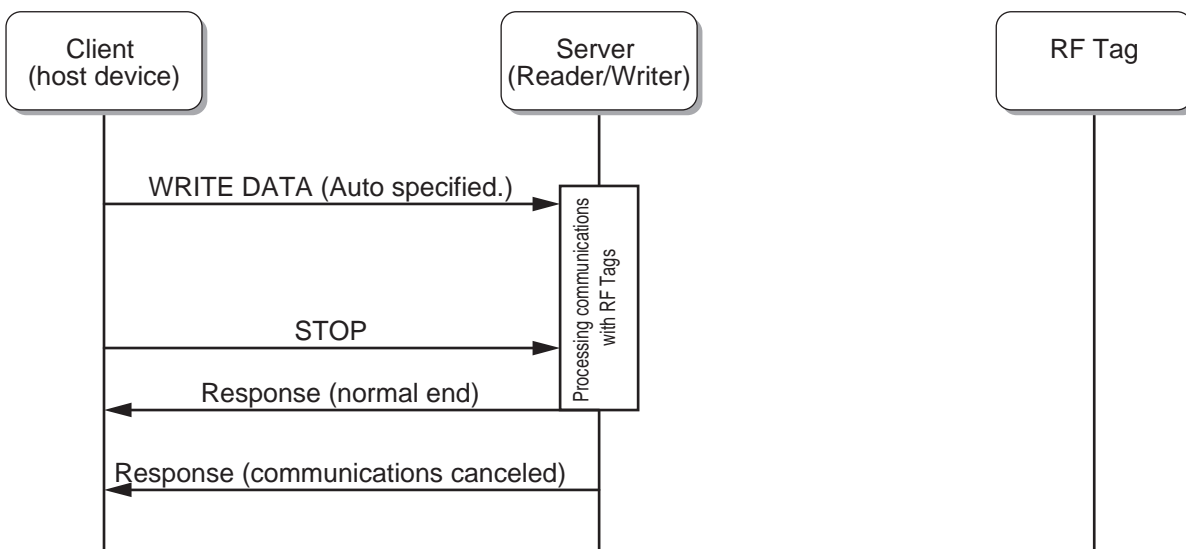 Client
(host device)
Server
(Reader/Writer)
RF Tag
WRITE DATA (Auto specified.)
Processing communications
with RF Tags
STOP
Response (normal end)
Response (communications canceled)